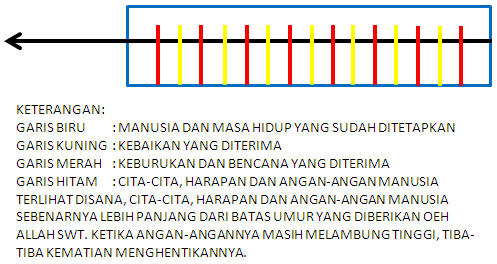 KETERANGAN:
GARIS BIRU : MANUSIA DAN MASA HIDUP YANG SUDAH DITETAPKAN
GARIS KUNING : KEBAIKAN YANG DITERIMA
GARIS MERAH : KEBURUKAN DAN BENCANA YANG DITERIMA
GARIS HITAM : CITA-CITA, HARAPAN DAN ANGAN-ANGAN MANUSIA
TERLIHAT DISANA, CITA-CITA, HARAPAN DAN ANGAN-ANGAN MANUSIA
SEBENARNYA LEBIH PANJANG DARI BATAS UMUR YANG DIBERIKAN OEH
ALLAH SWT. KETIKA ANGAN-ANGANNYA MASIH MELAMBUNG TINGGI, TIBA-
TIBA KEMATIAN MENGHENTIKANNYA.